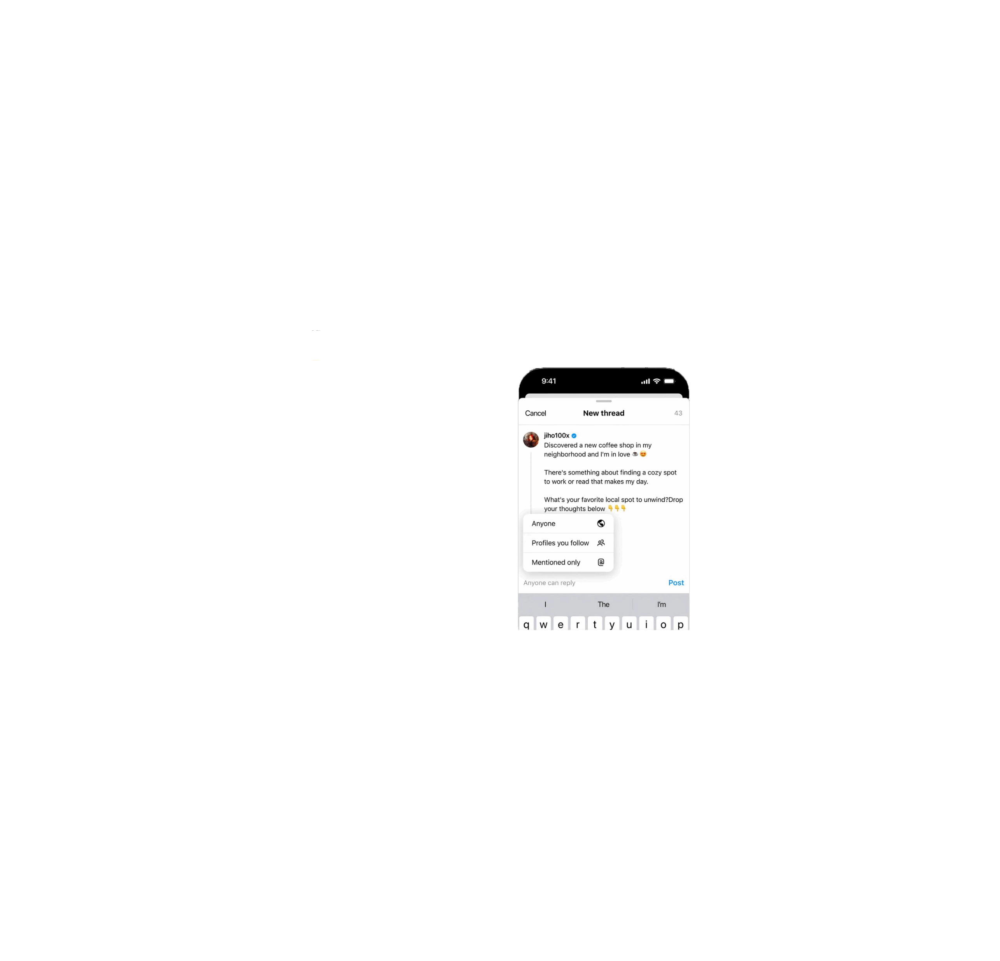 9:41
Cancel New thread 43
jiho100x
Discovered a new coffee shop in my
neighborhood and I'm in love ☕😍
There's something about finding a cozy spot
to work or read that makes my day.
What's your favorite local spot to unwind?Drop
your thoughts below 👇👇👇
Anyone
Profiles you follow
Mentioned only
Anyone can reply Post
I The I'm
q w e r t y u i o p